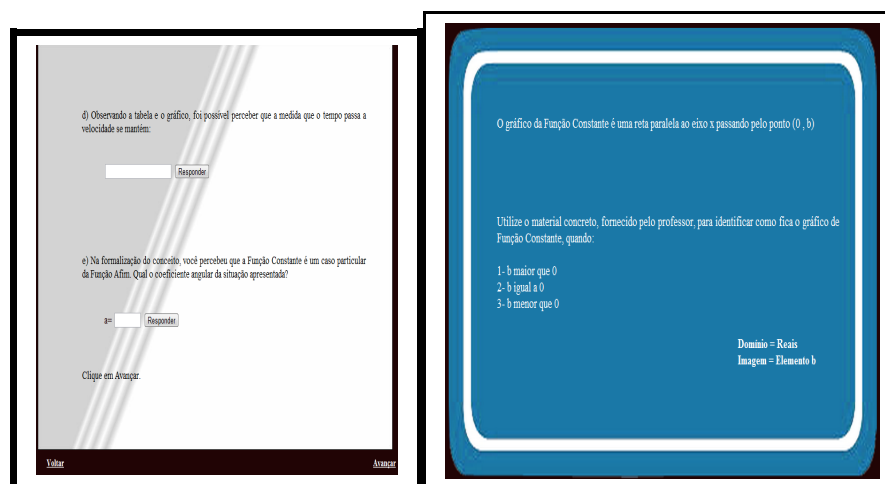 d) Observando a tabela e o gráfico, foi possível perceber que a medida que o tempo passa a
velocidade se mantém:
Responder
e) Na formalização do conceito, você percebeu que a Função Constante é um caso particular
da Função Afim. Qual o coeficiente angular da situação apresentada?
a= Responder
Clique em Avançar.
Voltar Avançar
O gráfico da Função Constante é uma reta paralela ao eixo x passando pelo ponto (0 , b)
Utilize o material concreto, fornecido pelo professor, para identificar como fica o gráfico de
Função Constante, quando:
1- b maior que 0
2- b igual a 0
3- b menor que 0
Domínio = Reais
Imagem = Elemento b